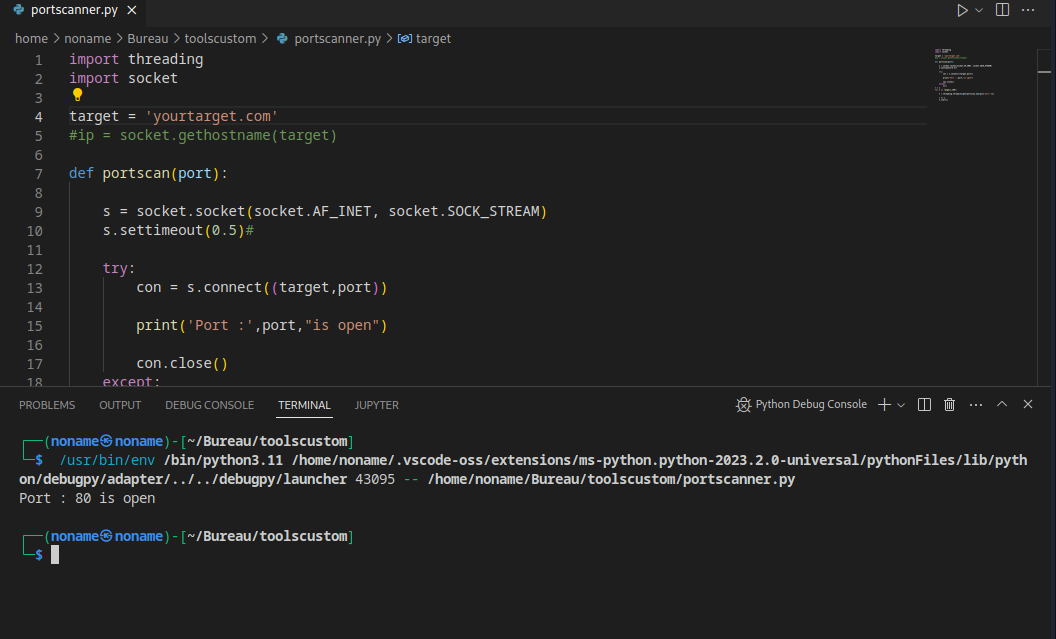 portscanner.py
home > noname > Bureau > toolscustom > portscanner.py > target
1 import threading
2 import socket
3
4 target = 'yourtarget.com'
5 #ip = socket.gethostname(target)
6
7 def portscan(port):
8
9 s = socket.socket(socket.AF_INET, socket.SOCK_STREAM)
10 s.settimeout(0.5)#
11
12 try:
13 con = s.connect((target,port))
14
15 print('Port :',port,"is open")
16
17 con.close()
18 except:
PROBLEMS OUTPUT DEBUG CONSOLE TERMINAL JUPYTER Python Debug Console
(noname㉿noname)-[~/Bureau/toolscustom]
$ /usr/bin/env /bin/python3.11 /home/noname/.vscode-oss/extensions/ms-python.python-2023.2.0-universal/pythonFiles/lib/pyth
on/debugpy/adapter/../../debugpy/launcher 43095 -- /home/noname/Bureau/toolscustom/portscanner.py
Port : 80 is open
(noname㉿noname)-[~/Bureau/toolscustom]
$